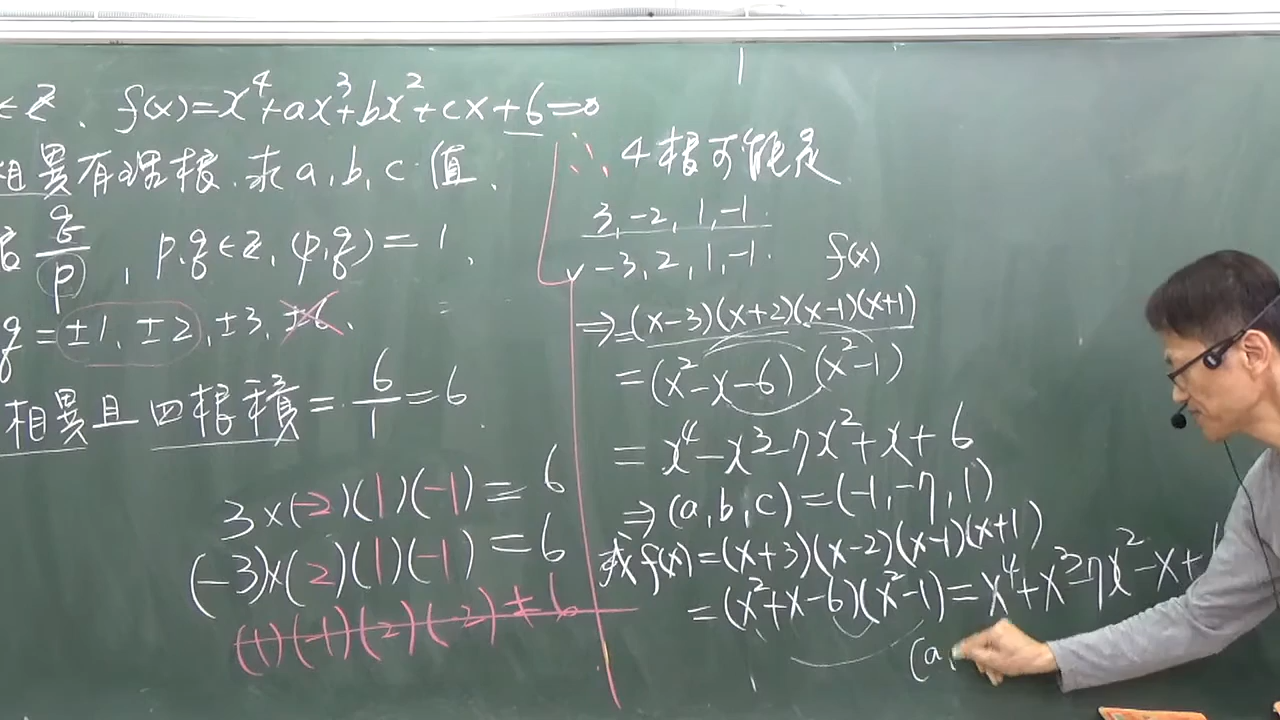 ∈Z、f(x)=x⁴+ax³+bx²+cx+6=0
相異有理根，求a,b,c值、
q/p，p,q∈Z，(p,q)=1，
q=±1,±2,±3,±6、
相異且四根積=6/1=6
3×(-2)(1)(-1)=6
(-3)×(2)(1)(-1)=6
(1)(-1)(2)(-2)≠6
∴4根可能是
3,-2,1,-1.
-3,2,1,-1.
f(x)
⇒=(x-3)(x+2)(x-1)(x+1)
=(x²-x-6)(x²-1)
=x⁴-x³-7x²+x+6
⇒(a,b,c)=(-1,-7,1)
或f(x)=(x+3)(x-2)(x-1)(x+1)
=(x²+x-6)(x²-1)=x⁴+x³-7x²-x+
(a,